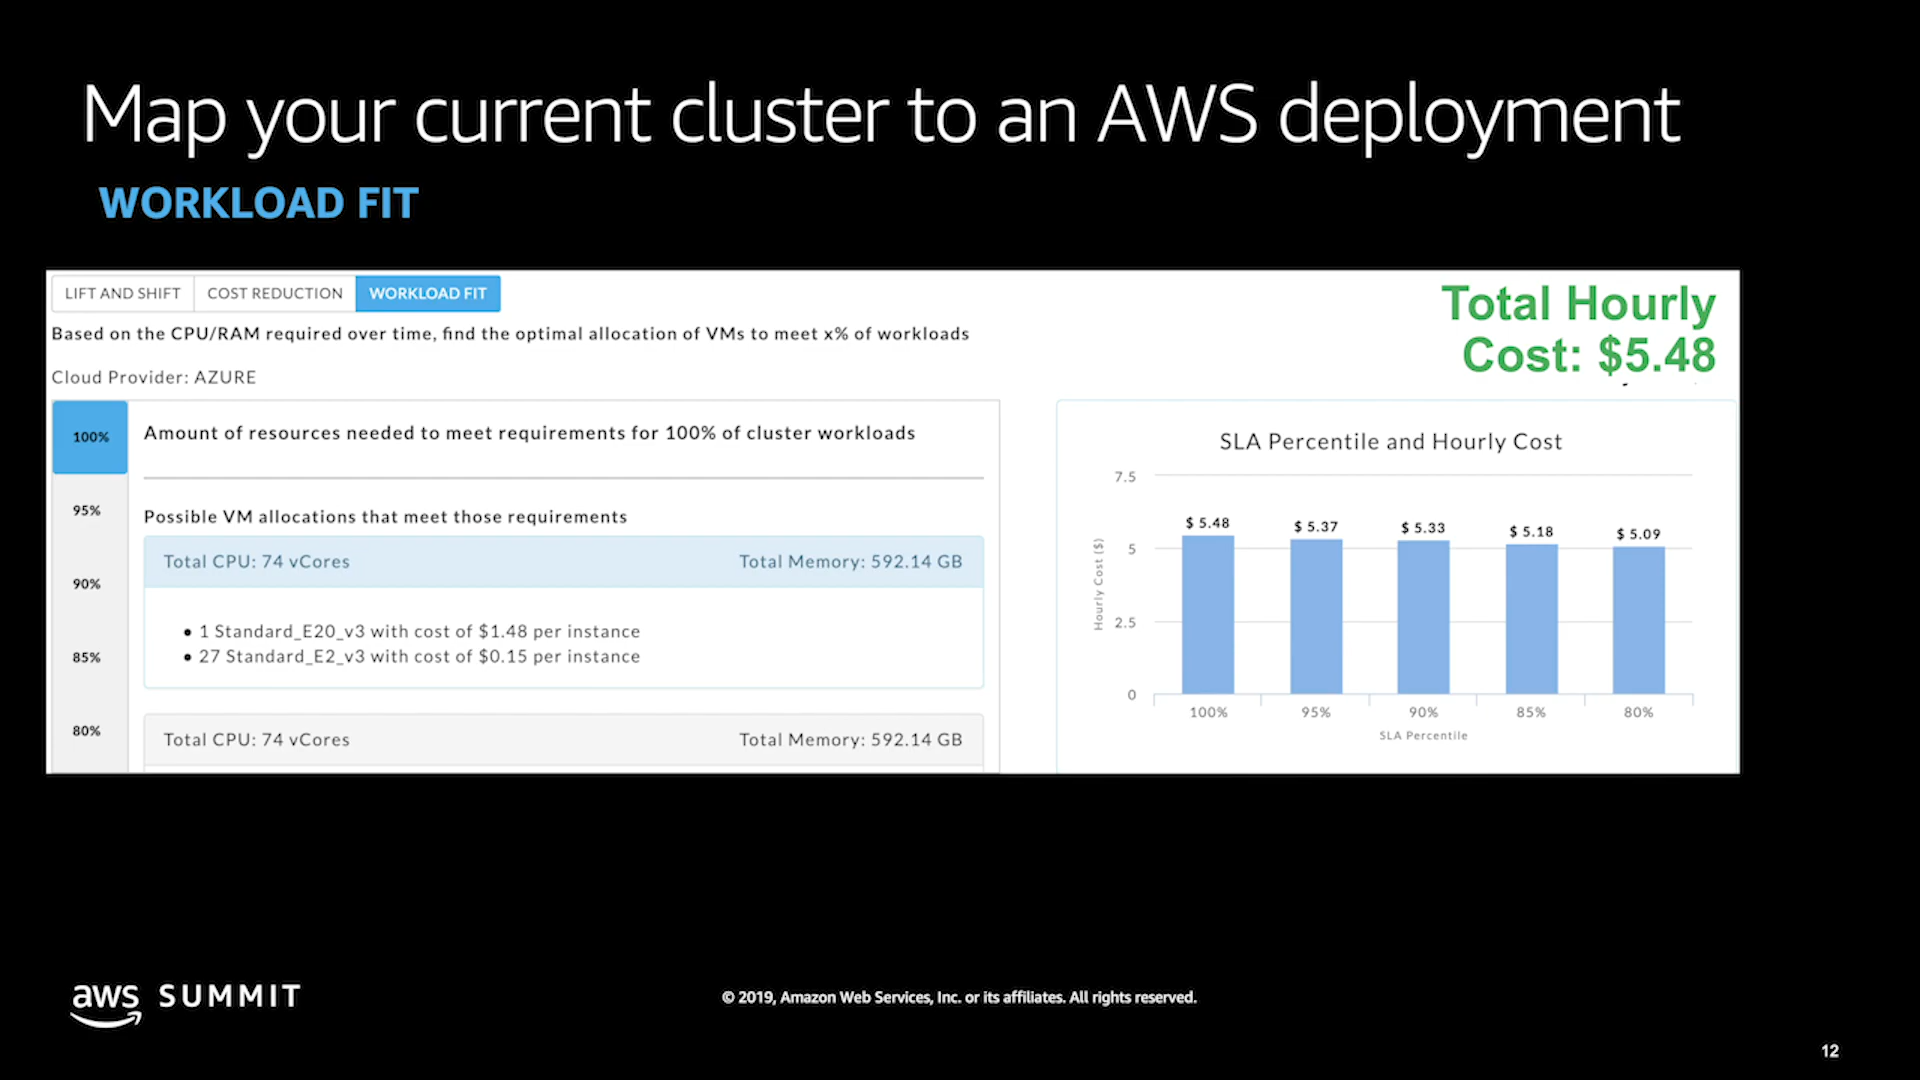 Map your current cluster to an AWS deployment
WORKLOAD FIT
LIFT AND SHIFT
COST REDUCTION
WORKLOAD FIT
Based on the CPU/RAM required over time, find the optimal allocation of VMs to meet x% of workloads
Cloud Provider: AZURE
Total Hourly
Cost: $5.48
100%
95%
90%
85%
80%
Amount of resources needed to meet requirements for 100% of cluster workloads
Possible VM allocations that meet those requirements
Total CPU: 74 vCores
Total Memory: 592.14 GB
• 1 Standard_E20_v3 with cost of $1.48 per instance
• 27 Standard_E2_v3 with cost of $0.15 per instance
Total CPU: 74 vCores
Total Memory: 592.14 GB
SLA Percentile and Hourly Cost
Hourly Cost ($)
7.5
5
2.5
0
$ 5.48
$ 5.37
$ 5.33
$ 5.18
$ 5.09
100%
95%
90%
85%
80%
SLA Percentile
aws SUMMIT
© 2019, Amazon Web Services, Inc. or its affiliates. All rights reserved.
12